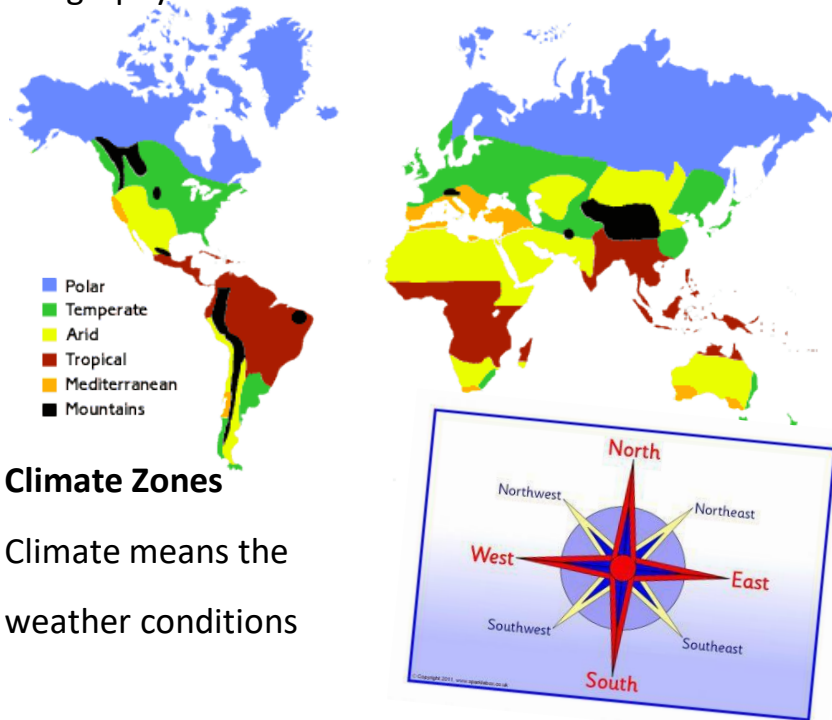 Polar
Temperate
Arid
Tropical
Mediterranean
Mountains
Climate Zones
Climate means the
weather conditions
North
Northwest
Northeast
West
East
Southwest
Southeast
South